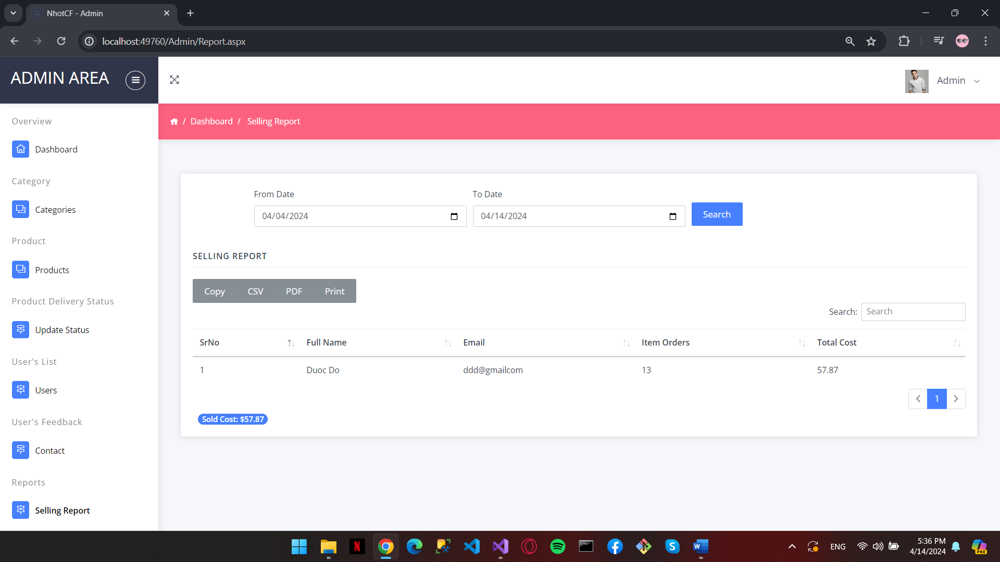 NhotCF - Admin
localhost:49760/Admin/Report.aspx
ADMIN AREA
Admin
/ Dashboard / Selling Report
Overview
Dashboard
Category
Categories
Product
Products
Product Delivery Status
Update Status
User's List
Users
User's Feedback
Contact
Reports
Selling Report
From Date To Date
04/04/2024 04/14/2024 Search
SELLING REPORT
Copy CSV PDF Print
Search: Search
SrNo Full Name Email Item Orders Total Cost
1 Duoc Do ddd@gmailcom 13 57.87
1
Sold Cost: $57.87
N
S
W
ENG
5:36 PM
4/14/2024
PRE